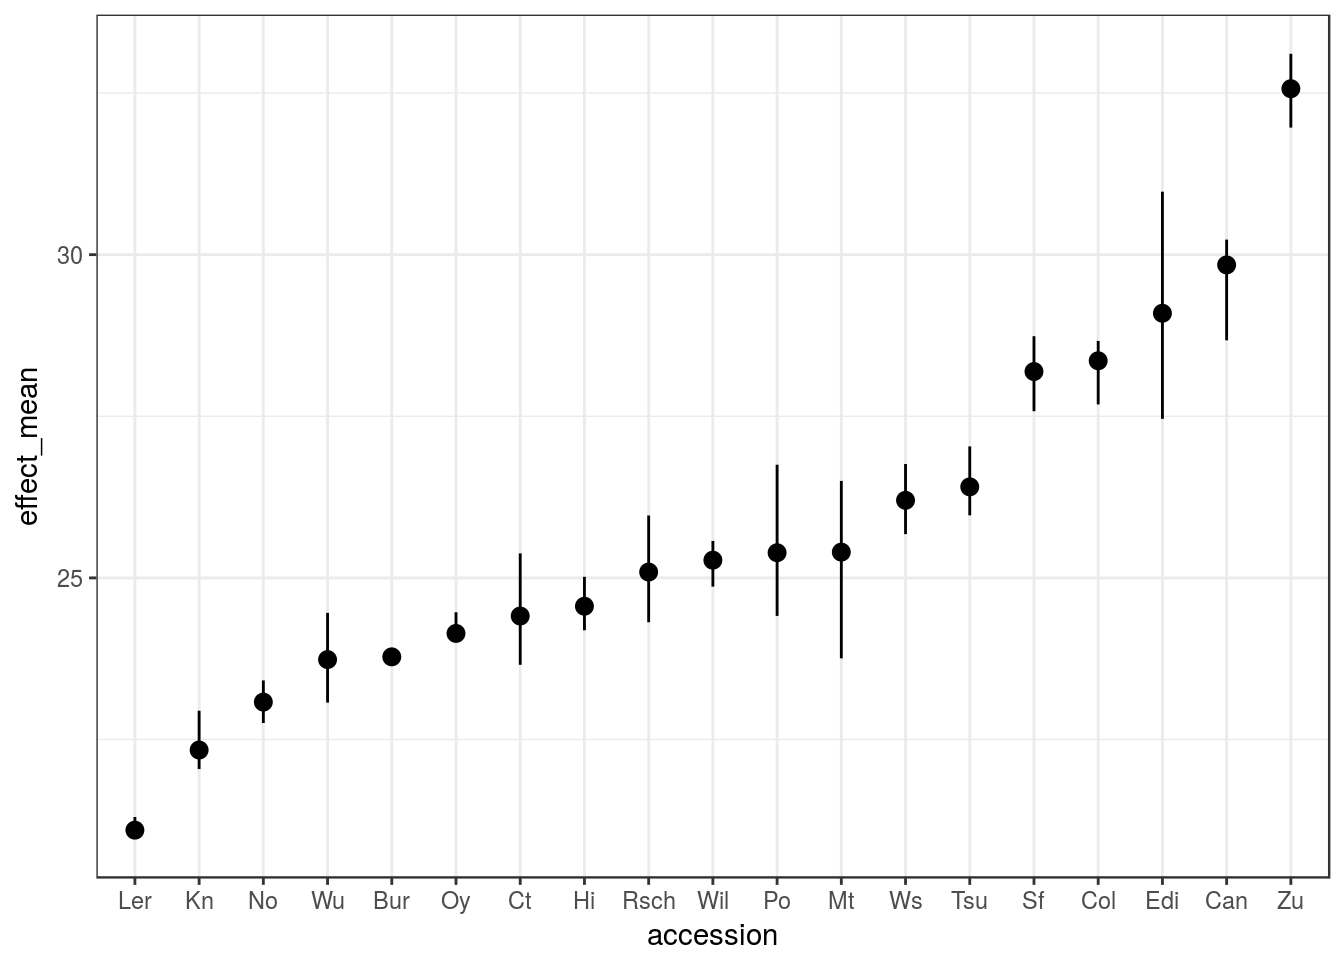 effect_mean
30
25
Ler Kn No Wu Bur Oy Ct Hi Rsch Wil Po Mt Ws Tsu Sf Col Edi Can Zu
accession